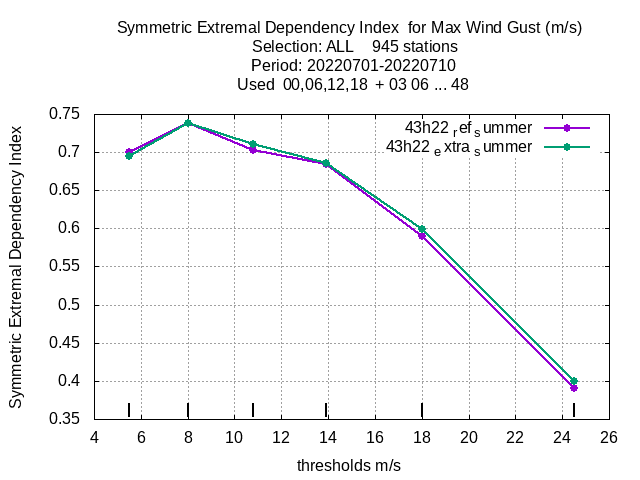 Symmetric Extremal Dependency Index  for Max Wind Gust (m/s)
Selection: ALL    945 stations
Period: 20220701-20220710
Used  00,06,12,18  + 03 06 ... 48
43h22 ref summer
43h22 extra summer
Symmetric Extremal Dependency Index
0.75
0.7
0.65
0.6
0.55
0.5
0.45
0.4
0.35
4 6 8 10 12 14 16 18 20 22 24 26
thresholds m/s